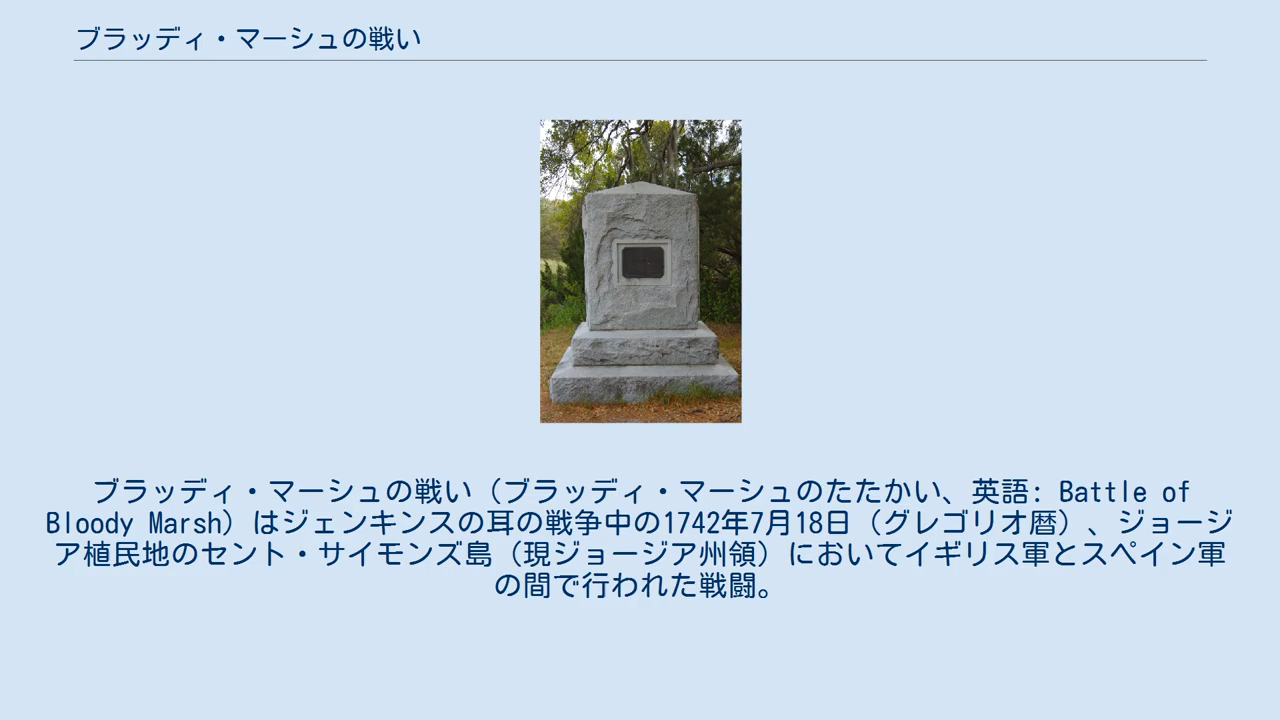 ブラッディ・マーシュの戦い
ブラッディ・マーシュの戦い（ブラッディ・マーシュのたたかい、英語: Battle of
Bloody Marsh）はジェンキンスの耳の戦争中の1742年7月18日（グレゴリオ暦）、ジョージ
ア植民地のセント・サイモンズ島（現ジョージア州領）においてイギリス軍とスペイン軍
の間で行われた戦闘。